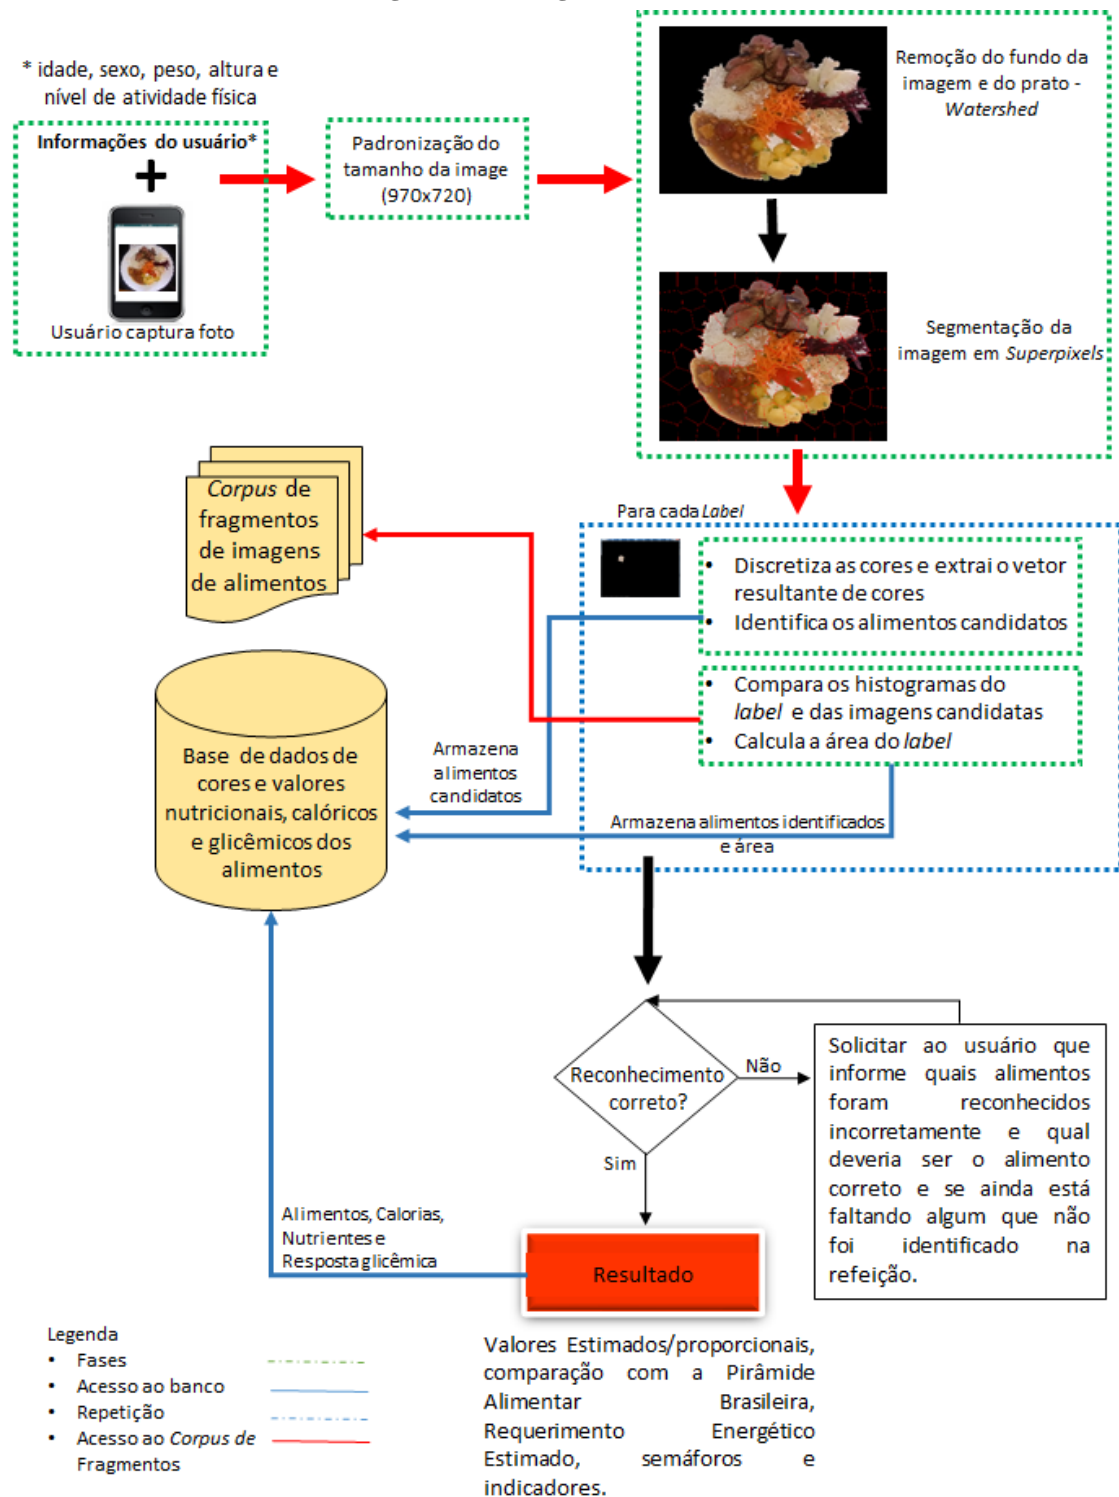 * idade, sexo, peso, altura e
nível de atividade física
Informações do usuário*
Usuário captura foto
Padronização do
tamanho da image
(970x720)
Remoção do fundo da
imagem e do prato -
Watershed
Segmentação da
imagem em Superpixels
Corpus de
fragmentos
de imagens
de alimentos
Para cada Label
• Discretiza as cores e extrai o vetor
resultante de cores
• Identifica os alimentos candidatos
• Compara os histogramas do
label e das imagens candidatas
• Calcula a área do label
Base de dados de
cores e valores
nutricionais, calóricos
e glicêmicos dos
alimentos
Armazena
alimentos
candidatos
Armazena alimentos identificados
e área
Reconhecimento
correto?
Não
Sim
Solicitar ao usuário que
informe quais alimentos
foram reconhecidos
incorretamente e qual
deveria ser o alimento
correto e se ainda está
faltando algum que não
foi identificado na
refeição.
Alimentos, Calorias,
Nutrientes e
Resposta glicêmica
Resultado
Valores Estimados/proporcionais,
comparação com a Pirâmide
Alimentar Brasileira,
Requerimento Energético
Estimado, semáforos e
indicadores.
Legenda
• Fases
• Acesso ao banco
• Repetição
• Acesso ao Corpus de
Fragmentos